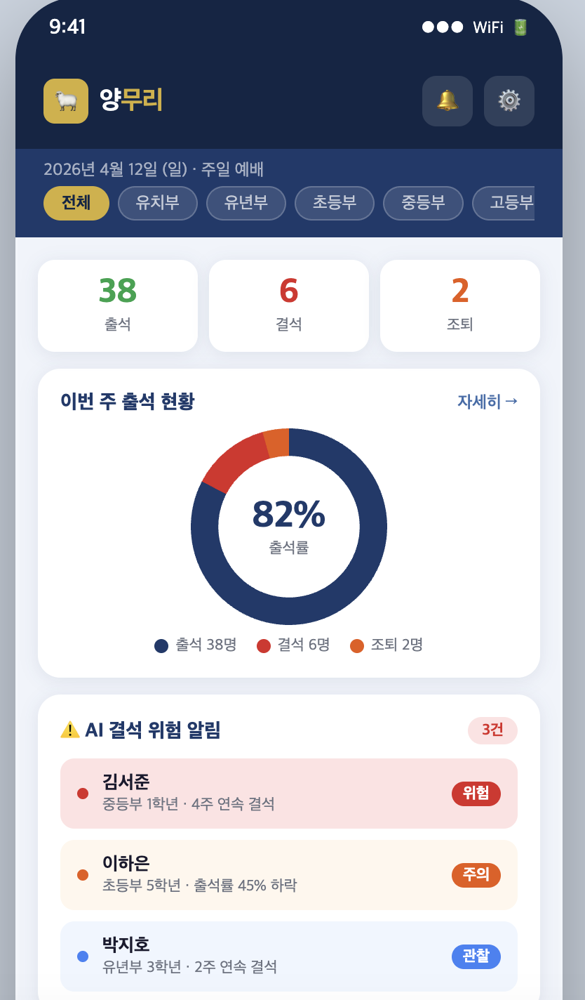 9:41
WiFi
양무리
2026년 4월 12일 (일) · 주일 예배
전체 유치부 유년부 초등부 중등부 고등부
38 6 2
출석 결석 조퇴
이번 주 출석 현황 자세히 →
82%
출석률
출석 38명 결석 6명 조퇴 2명
AI 결석 위험 알림 3건
김서준
중등부 1학년 · 4주 연속 결석
위험
이하은
초등부 5학년 · 출석률 45% 하락
주의
박지호
유년부 3학년 · 2주 연속 결석
관찰